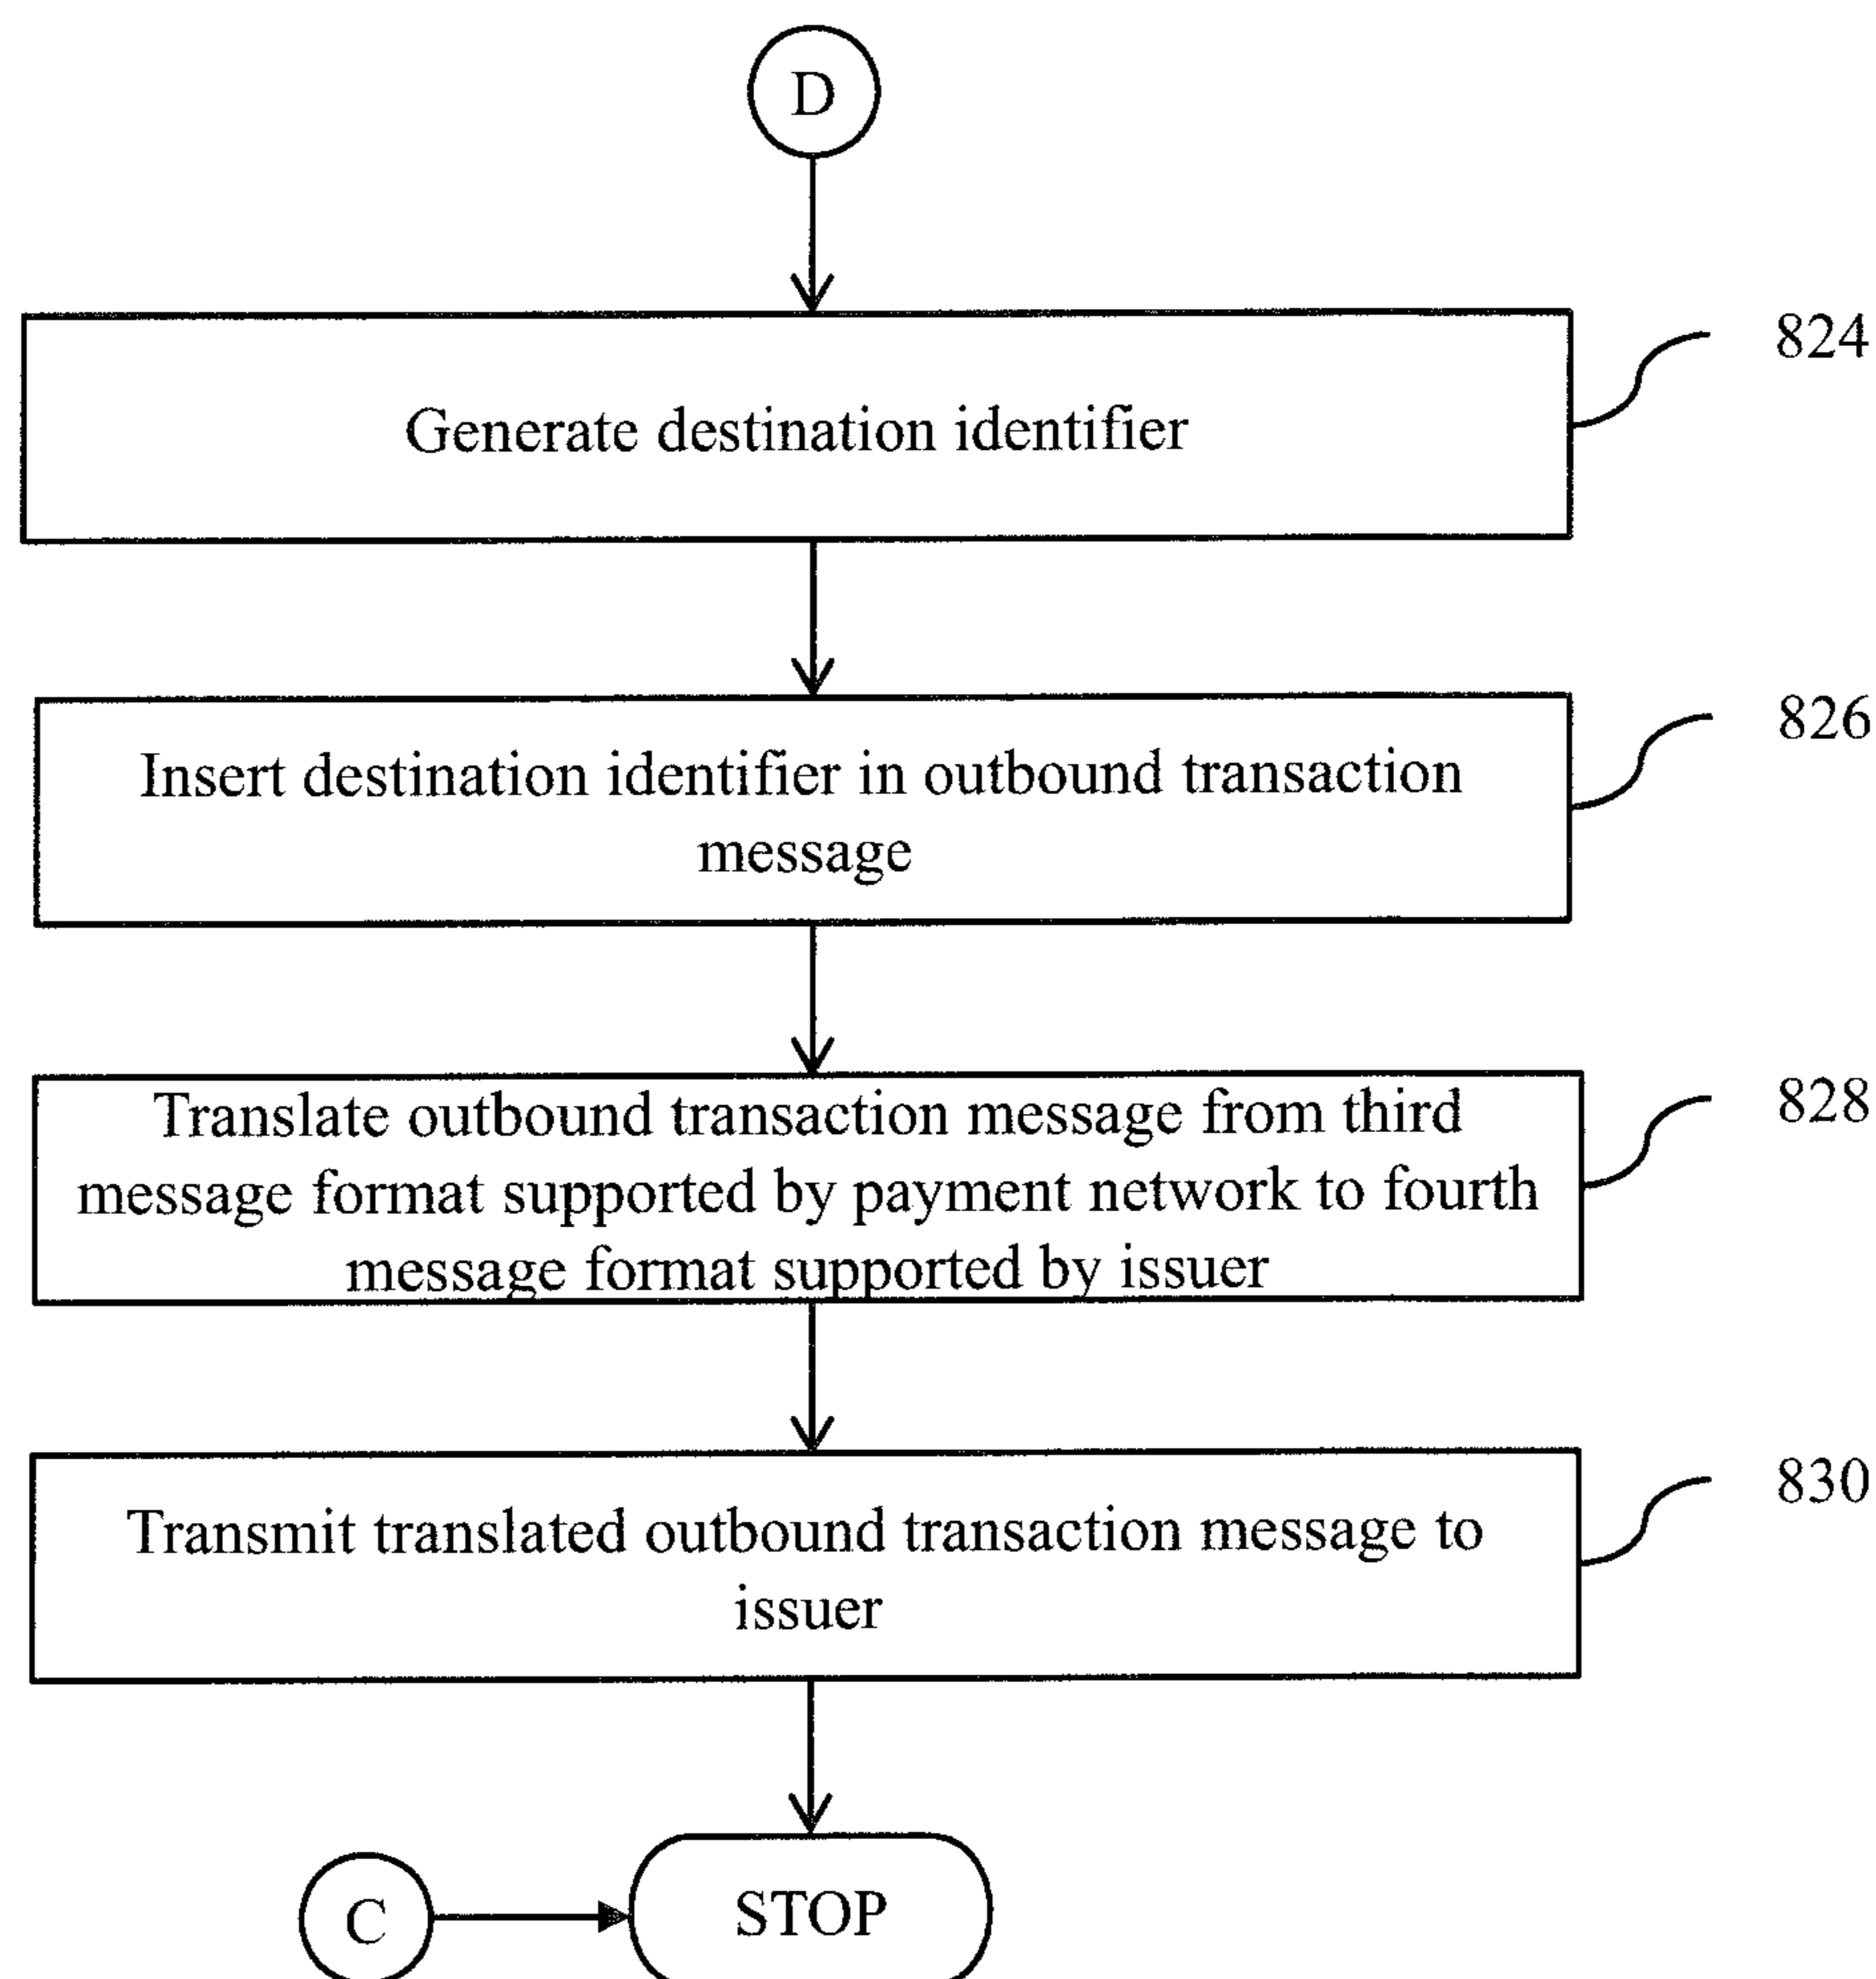 D
824
Generate destination identifier
826
Insert destination identifier in outbound transaction
message
828
Translate outbound transaction message from third
message format supported by payment network to fourth
message format supported by issuer
830
Transmit translated outbound transaction message to
issuer
C
STOP